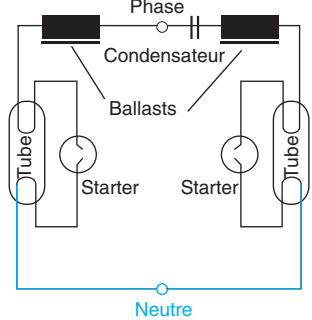 Phase
Condensateur
Ballasts
Tube
Tube
Starter
Starter
Neutre